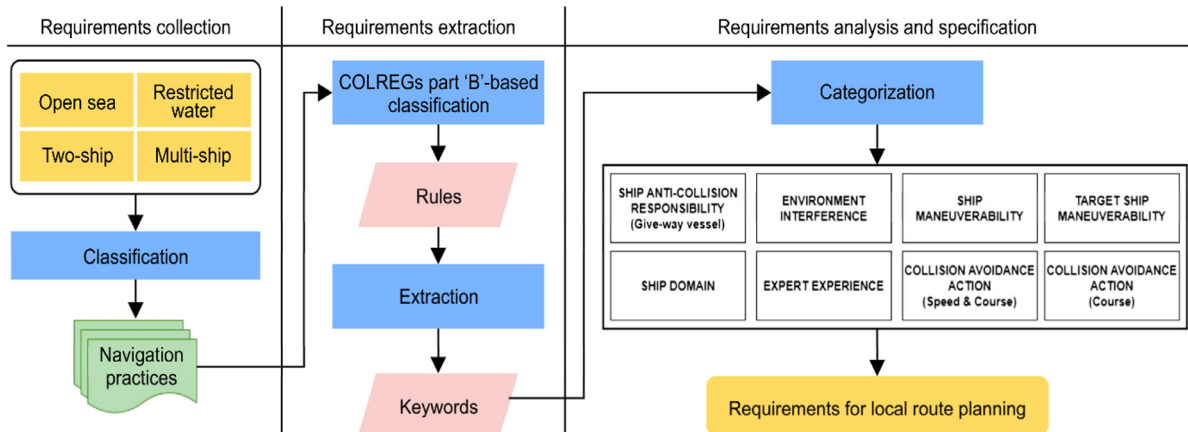 Requirements collection
Requirements extraction
Requirements analysis and specification
Open sea
Restricted
water
Two-ship
Multi-ship
Classification
Navigation
practices
COLREGs part ‘B’-based
classification
Rules
Extraction
Keywords
Categorization
SHIP ANTI-COLLISION
RESPONSIBILITY
(Give-way vessel)
ENVIRONMENT
INTERFERENCE
SHIP
MANEUVERABILITY
TARGET SHIP
MANEUVERABILITY
SHIP DOMAIN
EXPERT EXPERIENCE
COLLISION AVOIDANCE
ACTION
(Speed & Course)
COLLISION AVOIDANCE
ACTION
(Course)
Requirements for local route planning